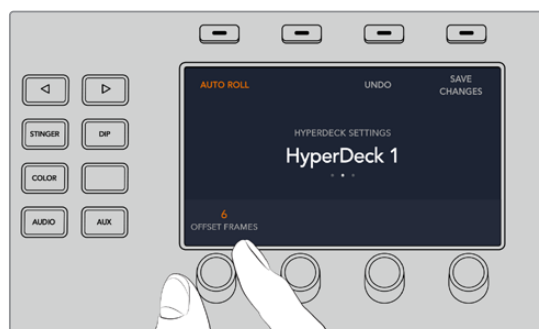 AUTO ROLL
UNDO
SAVE
CHANGES
HYPERDECK SETTINGS
HyperDeck 1
6
OFFSET FRAMES
STINGER
DIP
COLOR
AUDIO
AUX